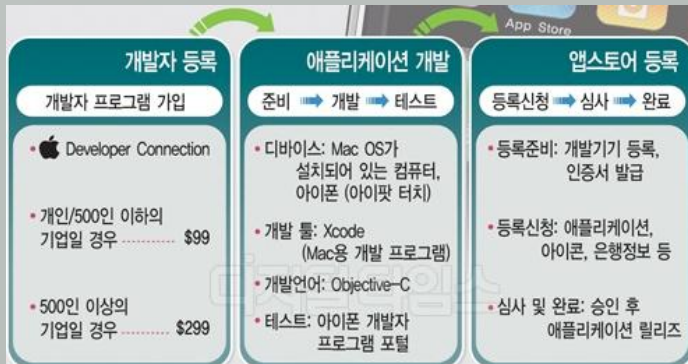 App Store
개발자 등록
개발자 프로그램 가입
• Developer Connection
• 개인/500인 이하의
기업일 경우 ············ $99
• 500인 이상의
기업일 경우 ············ $299
애플리케이션 개발
준비 ➡ 개발 ➡ 테스트
• 디바이스: Mac OS가
설치되어 있는 컴퓨터,
아이폰 (아이팟 터치)
• 개발 툴: Xcode
(Mac용 개발 프로그램)
• 개발언어: Objective-C
• 테스트: 아이폰 개발자
프로그램 포털
앱스토어 등록
등록신청 ➡ 심사 ➡ 완료
• 등록준비: 개발기기 등록,
인증서 발급
• 등록신청: 애플리케이션,
아이콘, 은행정보 등
• 심사 및 완료: 승인 후
애플리케이션 릴리즈
디지털타임스